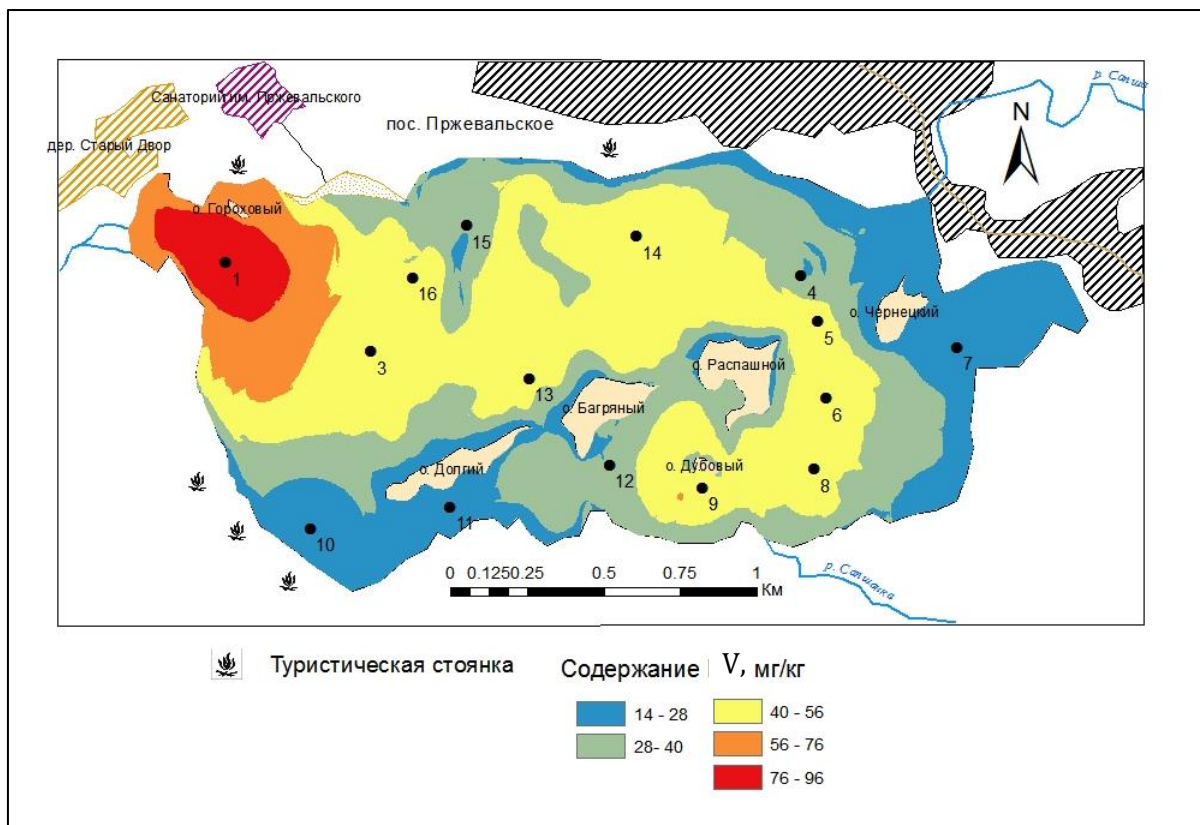 Санаторий им. Пржевальского
пос. Пржевальское
р. Сапша
дер. Старый Двор
N
о. Гороховый
1
15
14
16
4
о. Чернецкий
5
7
3
13
о. Распашной
6
о. Багряный
о. Долгий
12
о. Дубовый
8
9
10
11
0 0.1250.25 0.5 0.75 1
Км
р. Сапшанка
Туристическая стоянка
Содержание V, мг/кг
14 - 28
40 - 56
28- 40
56 - 76
76 - 96